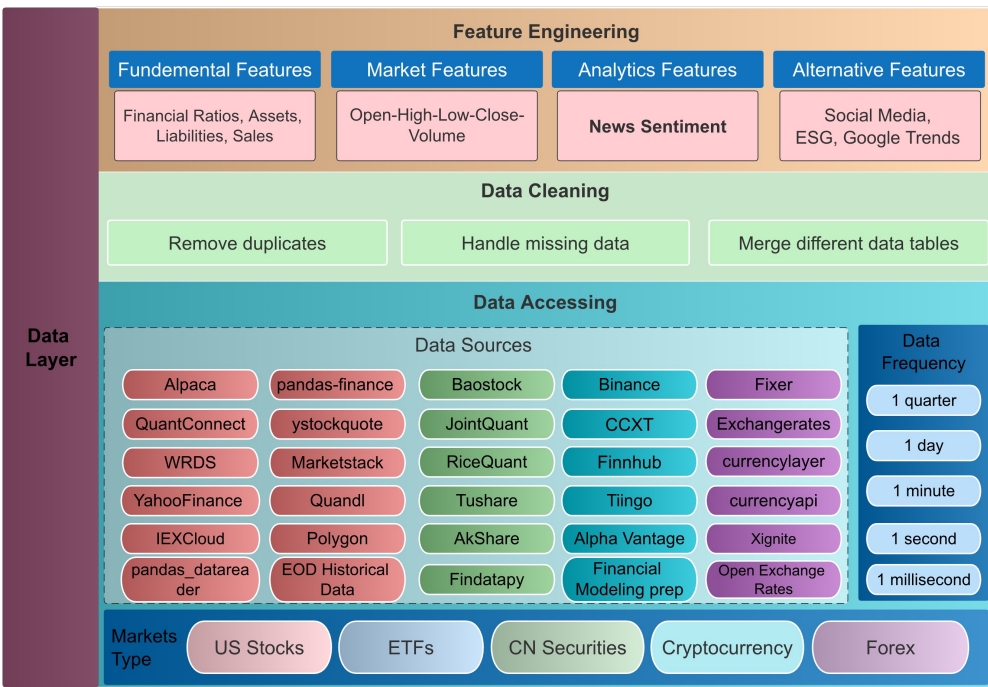 Feature Engineering
Fundemental Features
Market Features
Analytics Features
Alternative Features
Financial Ratios, Assets,
Liabilities, Sales
Open-High-Low-Close-
Volume
News Sentiment
Social Media,
ESG, Google Trends
Data Cleaning
Remove duplicates
Handle missing data
Merge different data tables
Data
Layer
Data Accessing
Data Sources
Alpaca
pandas-finance
Baostock
Binance
Fixer
QuantConnect
ystockquote
JointQuant
CCXT
Exchangerates
WRDS
Marketstack
RiceQuant
Finnhub
currencylayer
YahooFinance
Quandl
Tushare
Tiingo
currencyapi
IEXCloud
Polygon
AkShare
Alpha Vantage
Xignite
pandas_datarea
der
EOD Historical
Data
Findatapy
Financial
Modeling prep
Open Exchange
Rates
Data
Frequency
1 quarter
1 day
1 minute
1 second
1 millisecond
Markets
Type
US Stocks
ETFs
CN Securities
Cryptocurrency
Forex